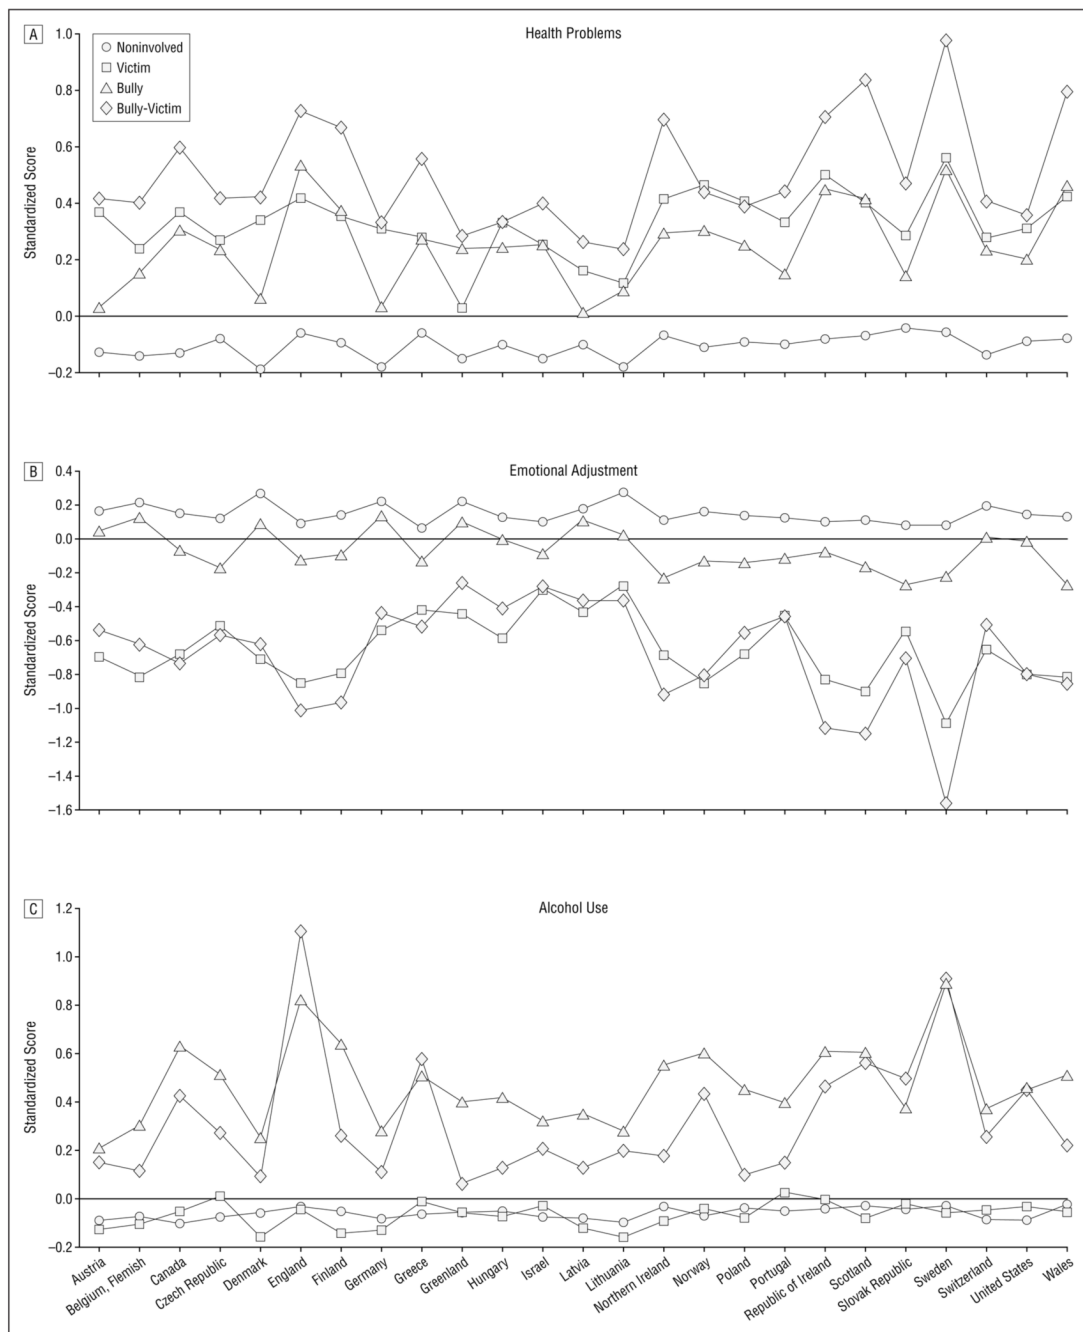 A
Health Problems
Noninvolved
Victim
Bully
Bully-Victim
Standardized Score
1.0
0.8
0.6
0.4
0.2
0.0
–0.2
B
Emotional Adjustment
Standardized Score
0.4
0.2
0.0
–0.2
–0.4
–0.6
–0.8
–1.0
–1.2
–1.4
–1.6
C
Alcohol Use
Standardized Score
1.2
1.0
0.8
0.6
0.4
0.2
0.0
–0.2
Austria
Belgium, Flemish
Canada
Czech Republic
Denmark
England
Finland
Germany
Greece
Greenland
Hungary
Israel
Latvia
Lithuania
Northern Ireland
Norway
Poland
Portugal
Republic of Ireland
Scotland
Slovak Republic
Sweden
Switzerland
United States
Wales